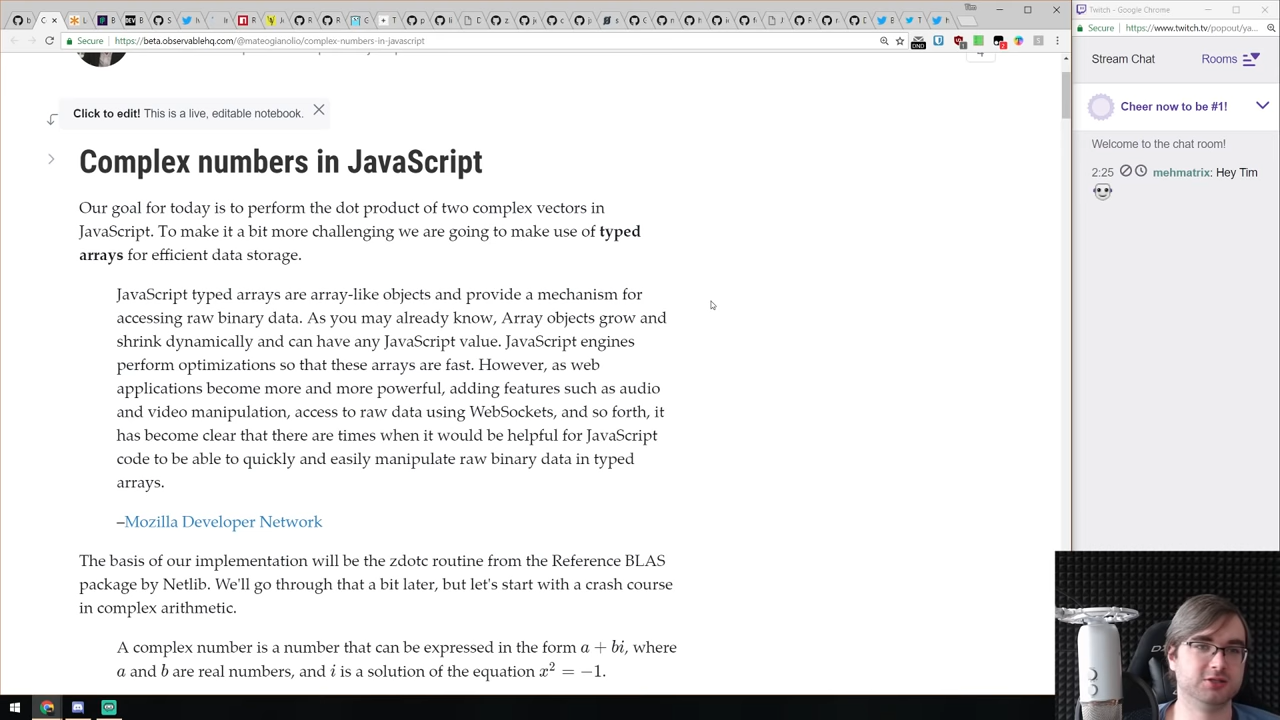 Twitch - Google Chrome
Secure
https://beta.observablehq.com/@mateogianolio/complex-numbers-in-javascript
DND
Secure
https://www.twitch.tv/popout/ya...
Stream Chat
Rooms
4
Cheer now to be #1!
Click to edit! This is a live, editable notebook.
Welcome to the chat room!
Complex numbers in JavaScript
2:25 mehmatrix: Hey Tim
Our goal for today is to perform the dot product of two complex vectors in
JavaScript. To make it a bit more challenging we are going to make use of typed
arrays for efficient data storage.
JavaScript typed arrays are array-like objects and provide a mechanism for
accessing raw binary data. As you may already know, Array objects grow and
shrink dynamically and can have any JavaScript value. JavaScript engines
perform optimizations so that these arrays are fast. However, as web
applications become more and more powerful, adding features such as audio
and video manipulation, access to raw data using WebSockets, and so forth, it
has become clear that there are times when it would be helpful for JavaScript
code to be able to quickly and easily manipulate raw binary data in typed
arrays.
–Mozilla Developer Network
The basis of our implementation will be the zdotc routine from the Reference BLAS
package by Netlib. We'll go through that a bit later, but let's start with a crash course
in complex arithmetic.
A complex number is a number that can be expressed in the form a + bi, where
a and b are real numbers, and i is a solution of the equation x² = −1.